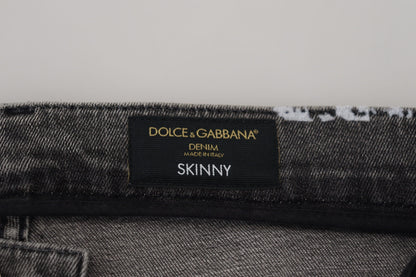 DOLCE & GABBANA®
DENIM
MADE IN ITALY
SKINNY